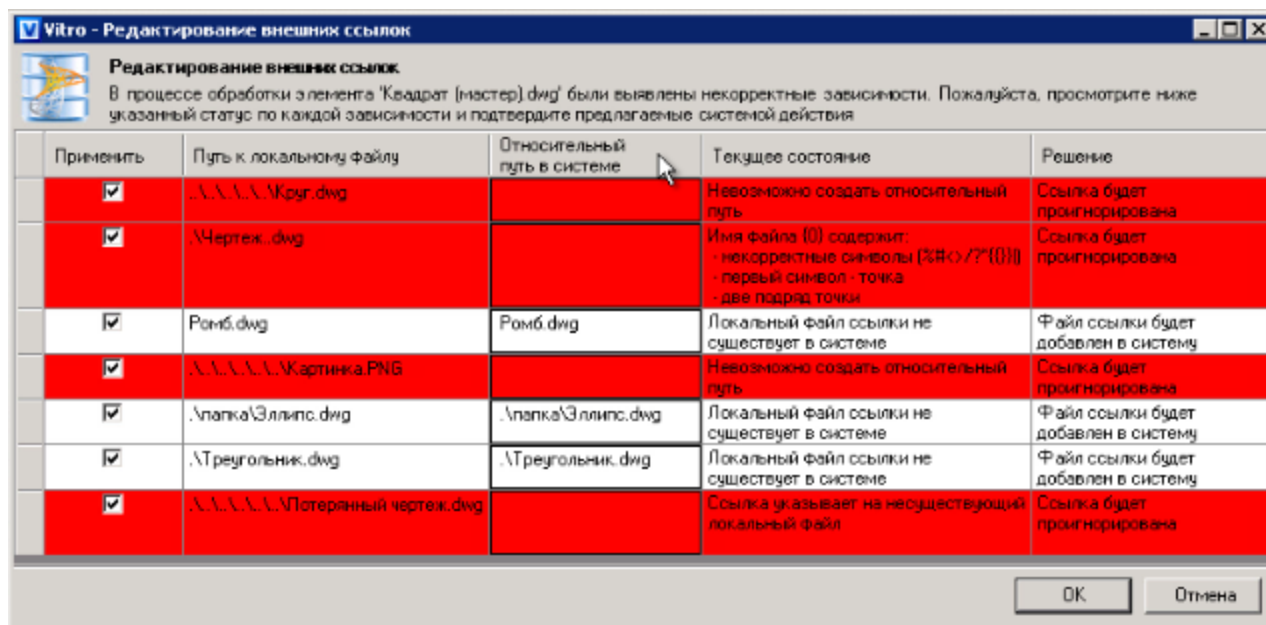 Vitro - Редактирование внешних ссылок
Редактирование внешних ссылок
В процессе обработки элемента 'Квадрат (мастер).dwg' были выявлены некорректные зависимости. Пожалуйста, просмотрите ниже
указанный статус по каждой зависимости и подтвердите предлагаемые системой действия
Применить Путь к локальному файлу Относительный Текущее состояние Решение
путь в системе
Невозможно создать относительный Ссылка будет
Круг.dwg
путь проигнорирована
.\Чертеж..dwg Имя файла {0} содержит: Ссылка будет
- некорректные символы проигнорирована
- первый символ - точка
- две подряд точки
Ромб.dwg Ромб.dwg Локальный файл ссылки не Файл ссылки будет
существует в системе добавлен в систему
Картинка.PNG Невозможно создать относительный Ссылка будет
путь проигнорирована
.\папка\Эллипс.dwg .\папка\Эллипс.dwg Локальный файл ссылки не Файл ссылки будет
существует в системе добавлен в систему
.\Треугольник.dwg .\Треугольник.dwg Локальный файл ссылки не Файл ссылки будет
существует в системе добавлен в систему
Потерянный чертеж.dwg Ссылка указывает на несуществующий Ссылка будет
локальный файл проигнорирована
OK Отмена